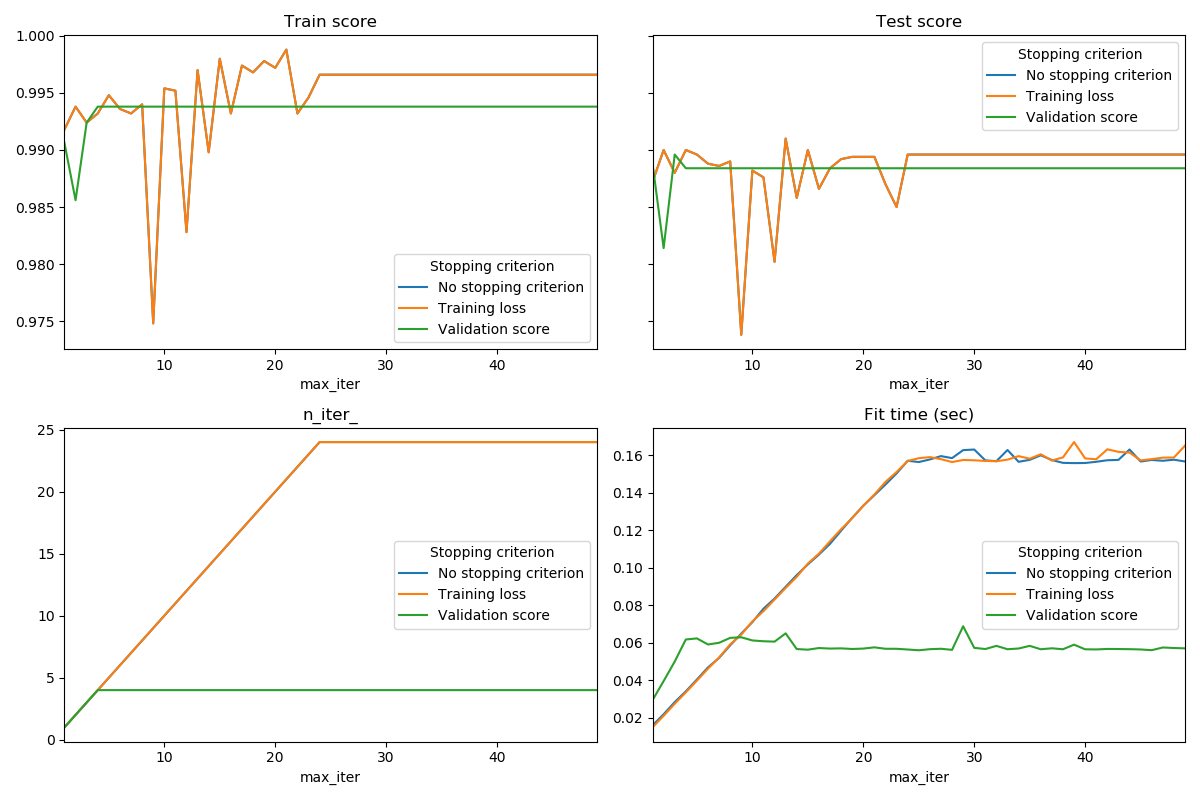 Train score
1.000
0.995
0.990
0.985
0.980
0.975
10
20
30
40
max_iter
Stopping criterion
No stopping criterion
Training loss
Validation score
Test score
10
20
30
40
max_iter
Stopping criterion
No stopping criterion
Training loss
Validation score
n_iter_
25
20
15
10
5
0
10
20
30
40
max_iter
Stopping criterion
No stopping criterion
Training loss
Validation score
Fit time (sec)
0.16
0.14
0.12
0.10
0.08
0.06
0.04
0.02
10
20
30
40
max_iter
Stopping criterion
No stopping criterion
Training loss
Validation score